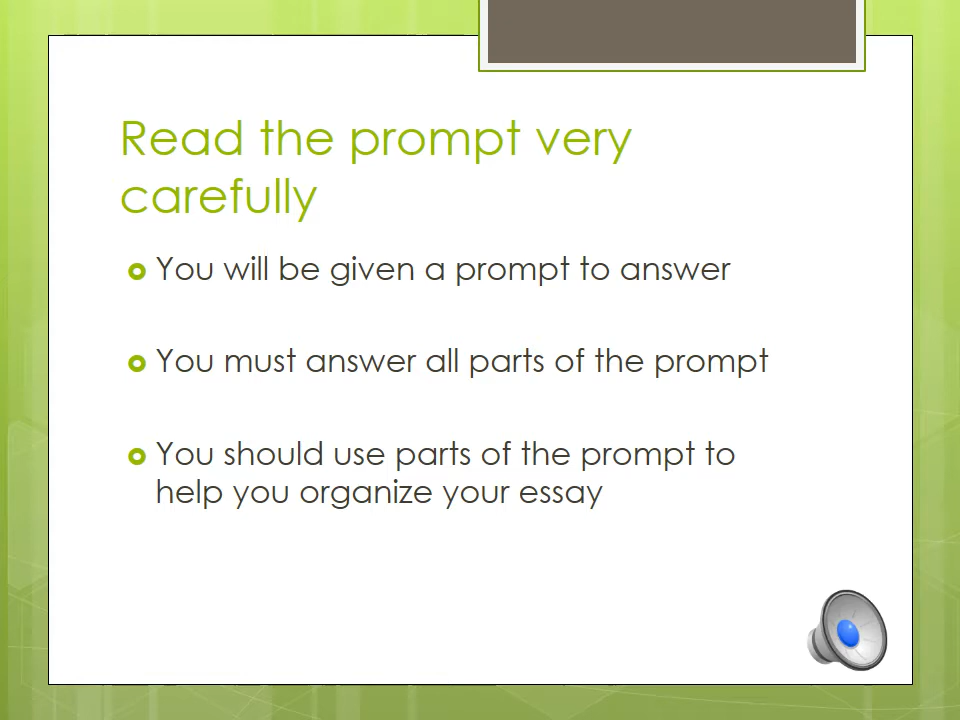 Read the prompt very
carefully
You will be given a prompt to answer
You must answer all parts of the prompt
You should use parts of the prompt to
help you organize your essay